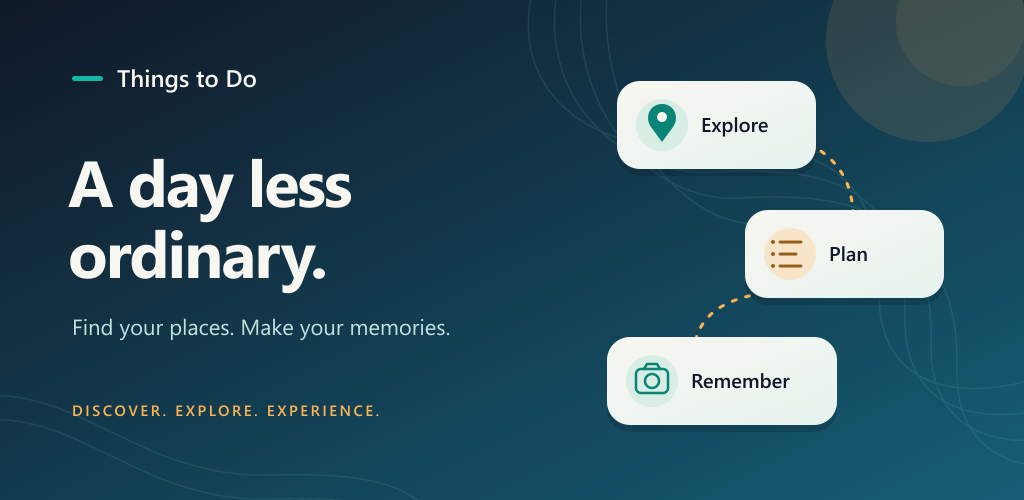 Things to Do
A day less
ordinary.
Find your places. Make your memories.
DISCOVER. EXPLORE. EXPERIENCE.
Explore
Plan
Remember